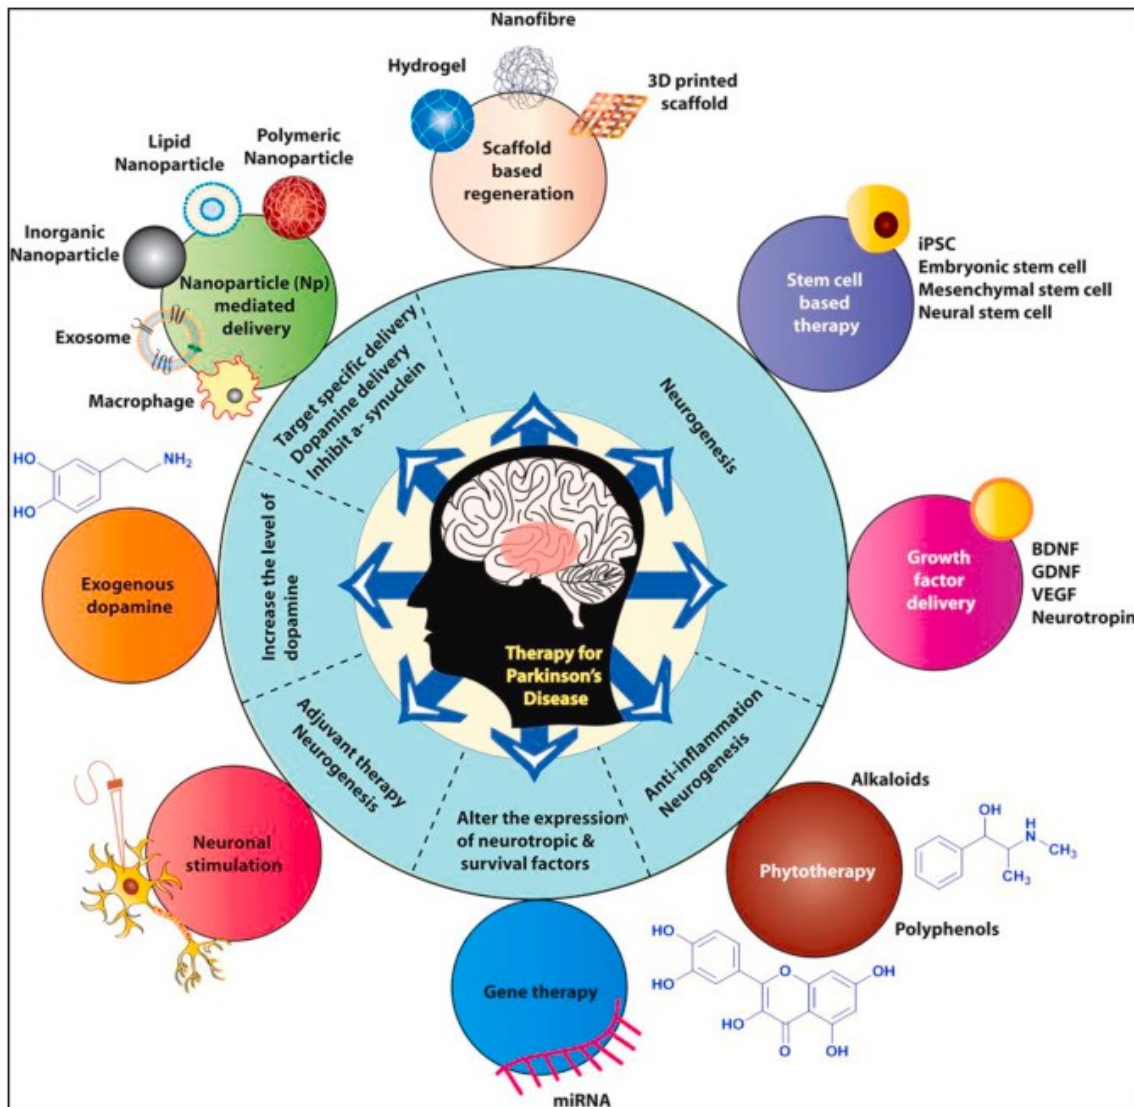 Nanofibre
Hydrogel
3D printed
scaffold
Scaffold
based
regeneration
Lipid
Nanoparticle
Polymeric
Nanoparticle
Inorganic
Nanoparticle
Nanoparticle (Np)
mediated
delivery
Exosome
Macrophage
iPSC
Embryonic stem cell
Mesenchymal stem cell
Neural stem cell
Stem cell
based
therapy
Target specific delivery
Dopamine delivery
Inhibit a- synuclein
Neurogenesis
HO
HO
NH2
Exogenous
dopamine
Increase the level of
dopamine
Growth
factor
delivery
BDNF
GDNF
VEGF
Neurotropin
Therapy for
Parkinson's
Disease
Adjuvant therapy
Neurogenesis
Anti-inflammation
Neurogenesis
Alter the expression
of neurotropic &
survival factors
Neuronal
stimulation
Alkaloids
OH
H
N
CH3
CH3
Phytotherapy
Polyphenols
HO
HO
O
OH
HO
O
OH
Gene therapy
miRNA